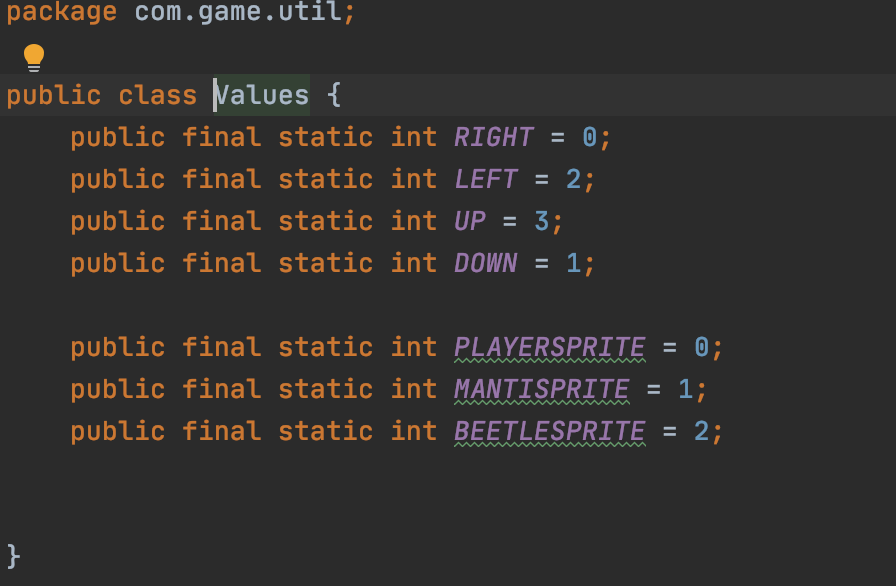 package com.game.util;
public class Values {
    public final static int RIGHT = 0;
    public final static int LEFT = 2;
    public final static int UP = 3;
    public final static int DOWN = 1;
    public final static int PLAYERSPRITE = 0;
    public final static int MANTISPRITE = 1;
    public final static int BEETLESPRITE = 2;
}